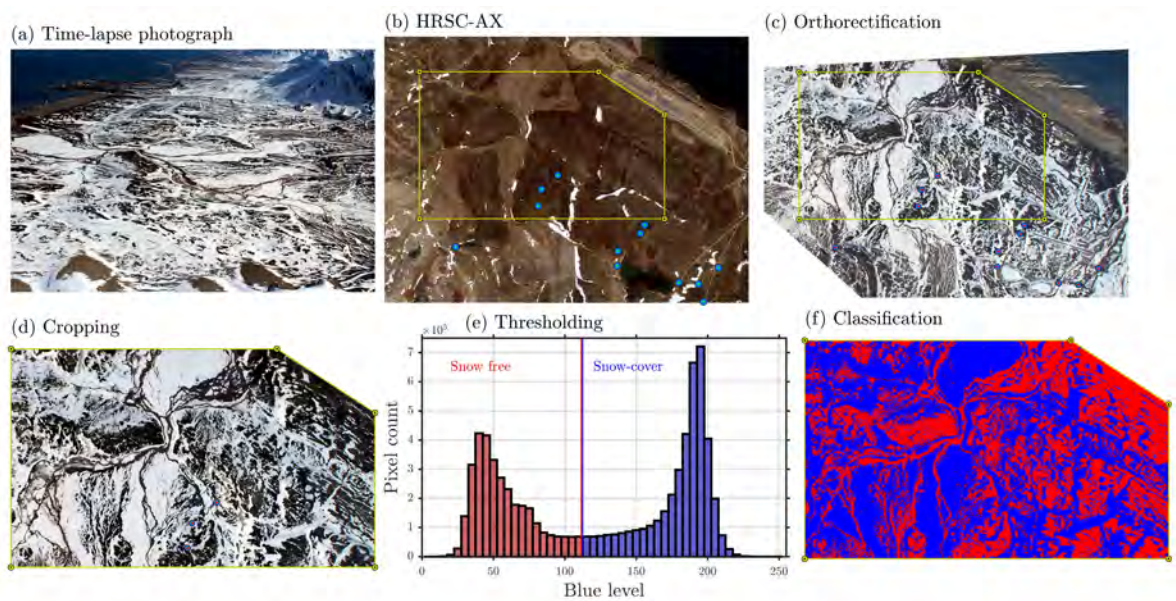 (a) Time-lapse photograph
(b) HRSC-AX
(c) Orthorectification
(d) Cropping
(e) Thresholding
×10⁵
Snow free
Snow-cover
7
6
5
4
3
2
1
0
Pixel count
0
50
100
150
200
250
Blue level
(f) Classification